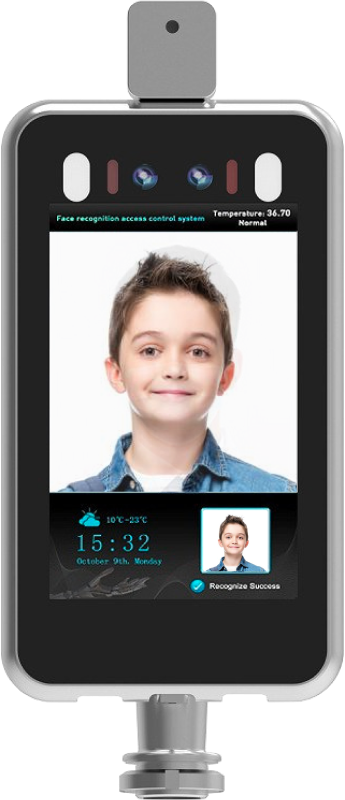 Face recognition access control system
Temperature: 36.70
Normal
10℃~23℃
15:32
October 9th. Monday
Recognize Success